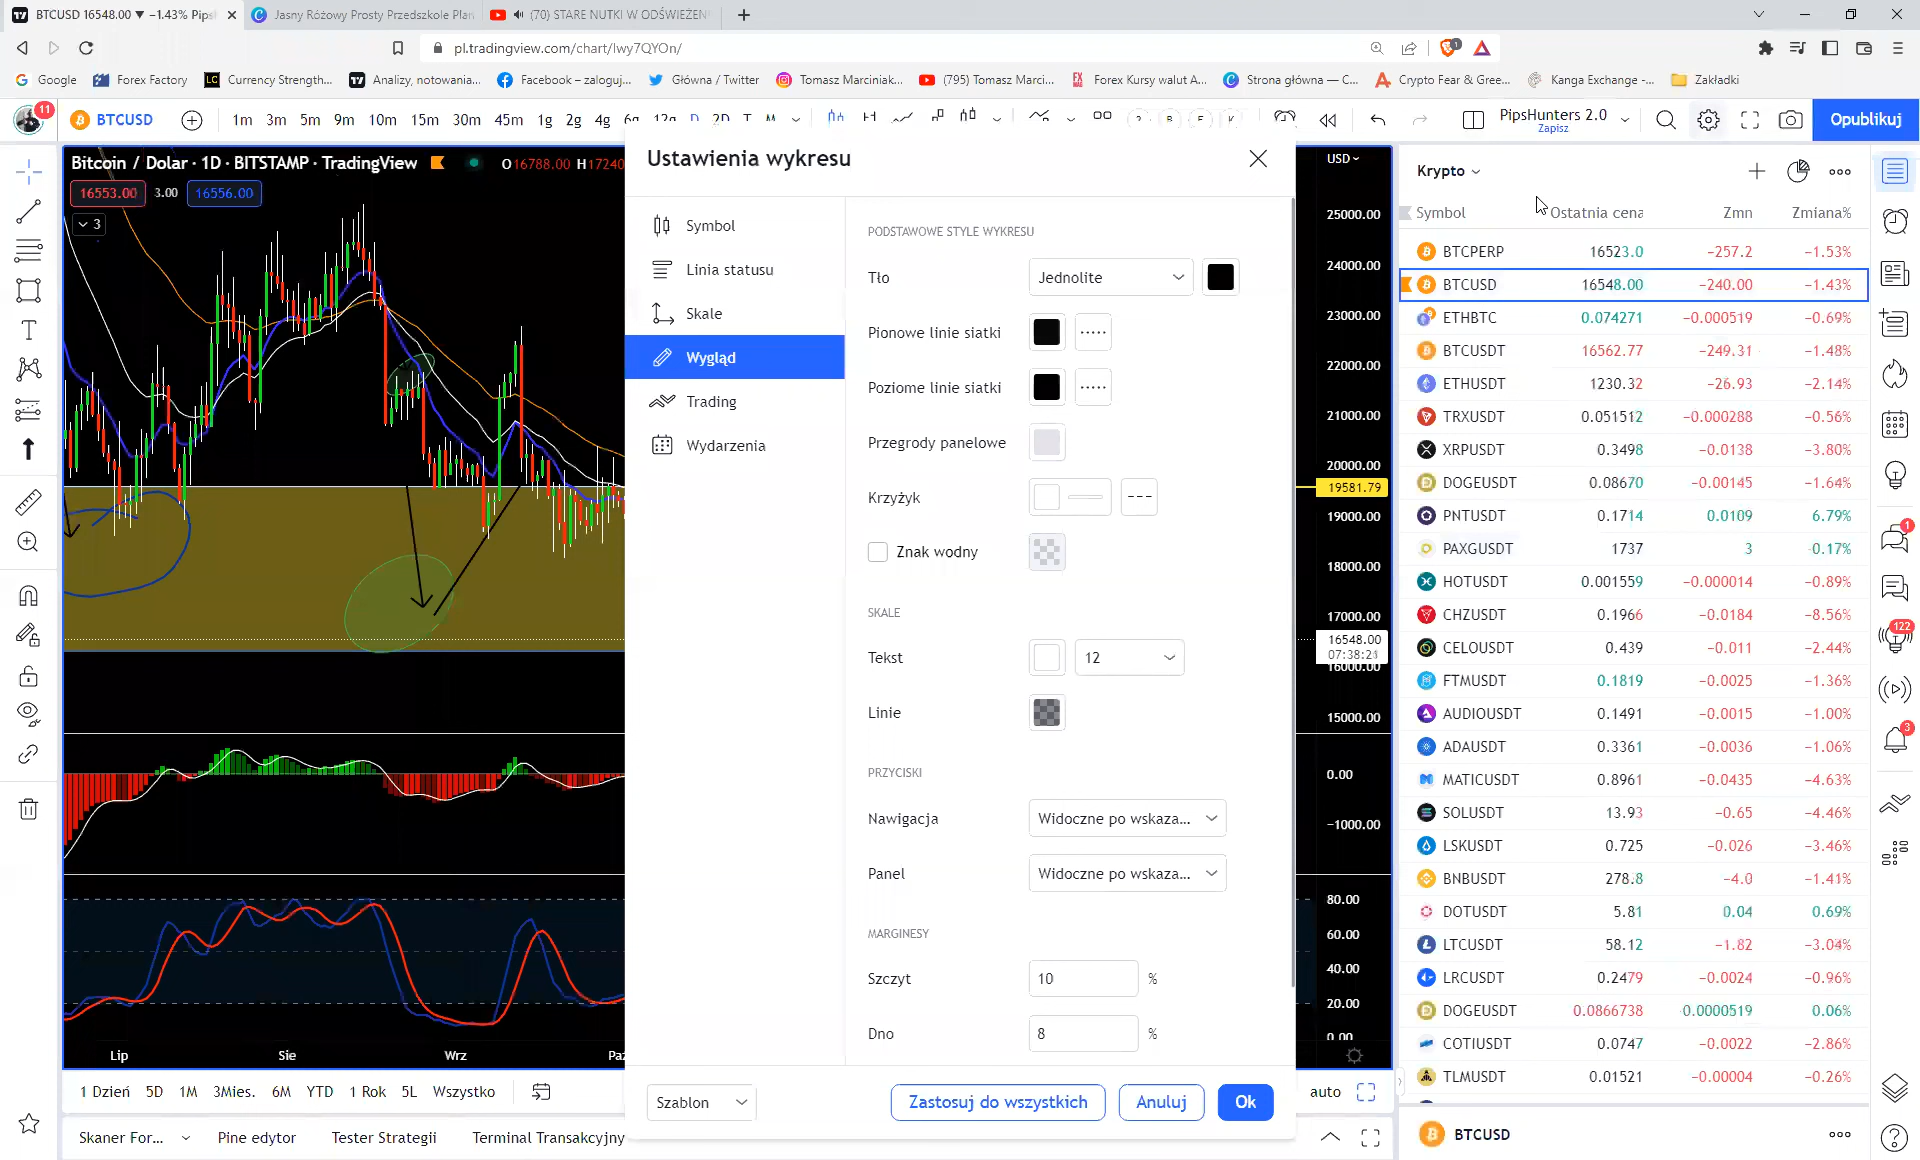 BTCUSD 16548.00 ▼ −1.43% Pips
Jasny Różowy Prosty Przedszkole Plan
(70) STARE NUTKI W ODŚWIEŻEN
pl.tradingview.com/chart/Iwy7QYOn/
1
Google
Forex Factory
LC
Currency Strength...
Analizy, notowania...
Facebook – zaloguj...
Główna / Twitter
Tomasz Marciniak...
(795) Tomasz Marci...
Forex Kursy walut A...
Strona główna — C...
Crypto Fear & Gree...
Kanga Exchange -...
Zakładki
11
BTCUSD
1m 3m 5m 9m 10m 15m 30m 45m 1g 2g 4g 6g 12g D 2D T M
PipsHunters 2.0
Zapisz
Opublikuj
Bitcoin / Dolar · 1D · BITSTAMP · TradingView
O16788.00 H17240
16553.00 3.00 16556.00
3
Ustawienia wykresu
Symbol
Linia statusu
Skale
Wygląd
Trading
Wydarzenia
PODSTAWOWE STYLE WYKRESU
Tło Jednolite
Pionowe linie siatki
Poziome linie siatki
Przegrody panelowe
Krzyżyk
Znak wodny
SKALE
Tekst 12
Linie
PRZYCISKI
Nawigacja Widoczne po wskaza...
Panel Widoczne po wskaza...
MARGINESY
Szczyt 10 %
Dno 8 %
Szablon
Zastosuj do wszystkich
Anuluj
Ok
USD
25000.00
24000.00
23000.00
22000.00
21000.00
20000.00
19581.79
19000.00
18000.00
17000.00
16548.00
07:38:21
16000.00
15000.00
0.00
−1000.00
80.00
60.00
40.00
20.00
0.00
Lip Sie Wrz Paź
1 Dzień 5D 1M 3Mies. 6M YTD 1 Rok 5L Wszystko
auto
Skaner For... Pine edytor Tester Strategii Terminal Transakcyjny
Krypto
Symbol Ostatnia cena Zmn Zmiana%
BTCPERP 16523.0 −257.2 −1.53%
BTCUSD 16548.00 −240.00 −1.43%
ETHBTC 0.074271 −0.000519 −0.69%
BTCUSDT 16562.77 −249.31 −1.48%
ETHUSDT 1230.32 −26.93 −2.14%
TRXUSDT 0.051512 −0.000288 −0.56%
XRPUSDT 0.3498 −0.0138 −3.80%
DOGEUSDT 0.08670 −0.00145 −1.64%
PNTUSDT 0.1714 0.0109 6.79%
PAXGUSDT 1737 3 0.17%
HOTUSDT 0.001559 −0.000014 −0.89%
CHZUSDT 0.1966 −0.0184 −8.56%
CELOUSDT 0.439 −0.011 −2.44%
FTMUSDT 0.1819 −0.0025 −1.36%
AUDIOUSDT 0.1491 −0.0015 −1.00%
ADAUSDT 0.3361 −0.0036 −1.06%
MATICUSDT 0.8961 −0.0435 −4.63%
SOLUSDT 13.93 −0.65 −4.46%
LSKUSDT 0.725 −0.026 −3.46%
BNBUSDT 278.8 −4.0 −1.41%
DOTUSDT 5.81 0.04 0.69%
LTCUSDT 58.12 −1.82 −3.04%
LRCUSDT 0.2479 −0.0024 −0.96%
DOGEUSDT 0.0866738 0.0000519 0.06%
COTIUSDT 0.0747 −0.0022 −2.86%
TLMUSDT 0.01521 −0.00004 −0.26%
BTCUSD
1
122
3